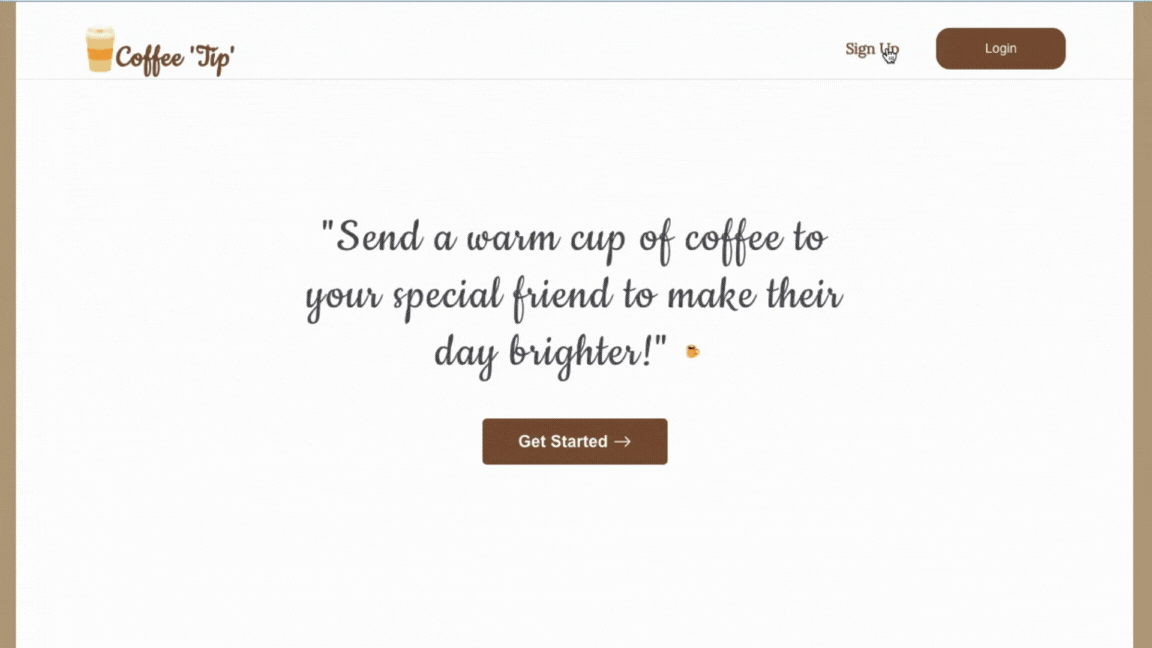 Coffee 'Tip'
Sign Up
Login
"Send a warm cup of coffee to
your special friend to make their
day brighter!"
Get Started →